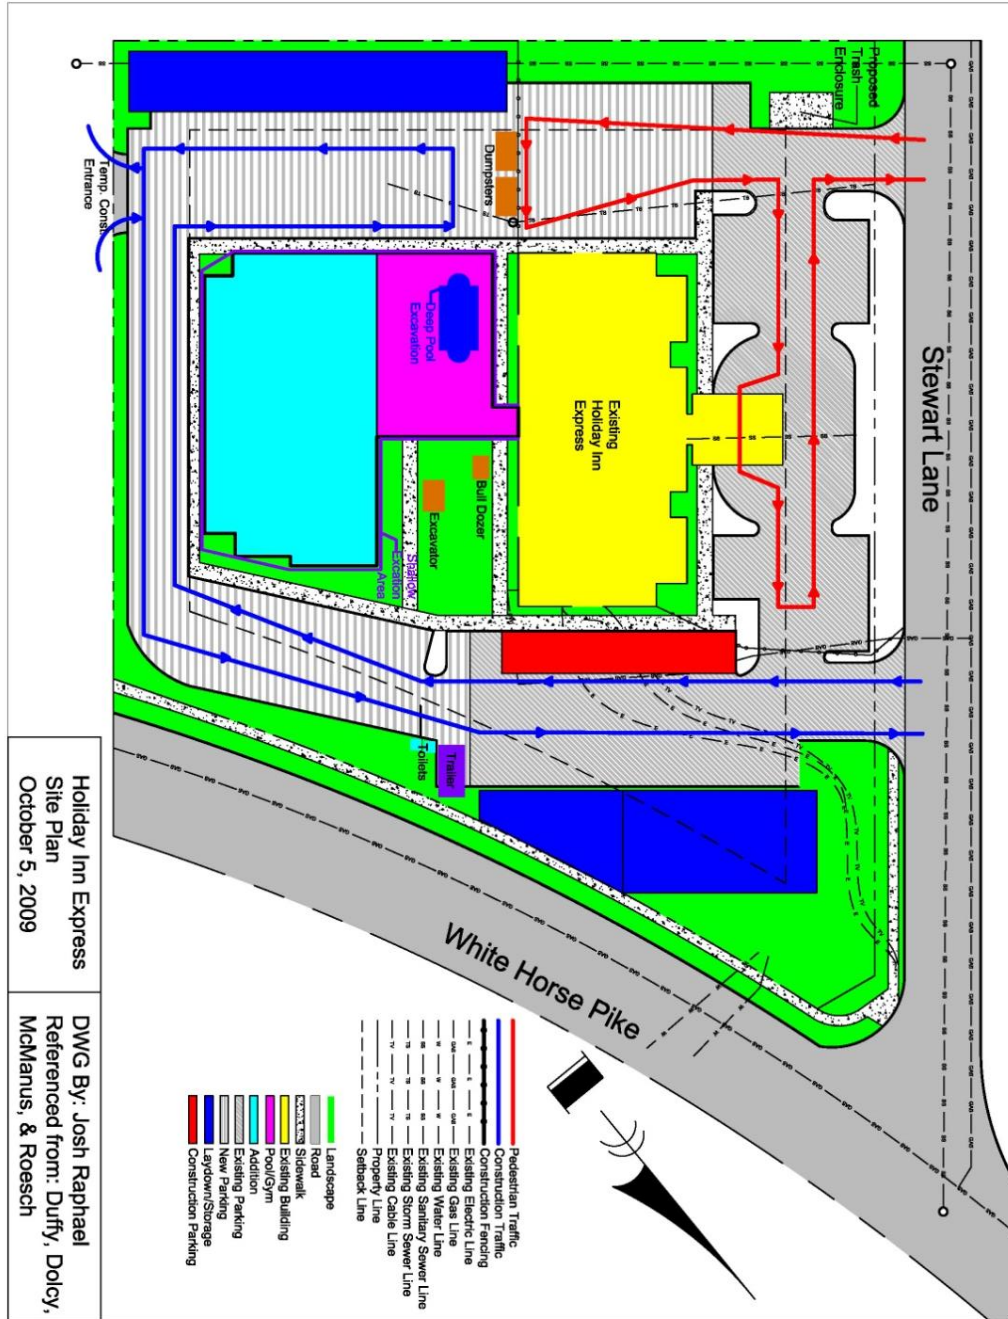 Proposed
Trash
Enclosure
Stewart Lane
Dumpsters
Temp. Const.
Entrance
Deep Pool
Excavation
Existing
Holiday Inn
Express
Bull Dozer
Excavator
Shallow
Excation
Area
Toilets
Trailer
White Horse Pike
Pedestrian Traffic
Construction Traffic
Construction Fencing
Existing Electric Line
Existing Gas Line
Existing Water Line
Existing Sanitary Sewer Line
Existing Storm Sewer Line
Existing Cable Line
Property Line
Setback Line
Landscape
Road
Sidewalk
Existing Building
Pool/Gym
Addition
Existing Parking
New Parking
Laydown/Storage
Construction Parking
Holiday Inn Express
Site Plan
October 5, 2009
DWG By: Josh Raphael
Referenced from: Duffy, Dolcy,
McManus, & Roesch